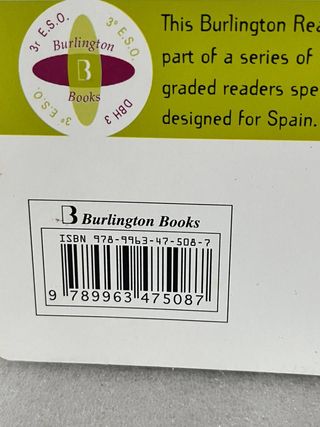 3r E.S.O.
3º E.S.O.
Burlington
B
Books
3º E.S.O.
DBH 3
This Burlington Rea
part of a series of
graded readers spe
designed for Spain.
B Burlington Books
ISBN 978-9963-47-508-7
9 789963 475087